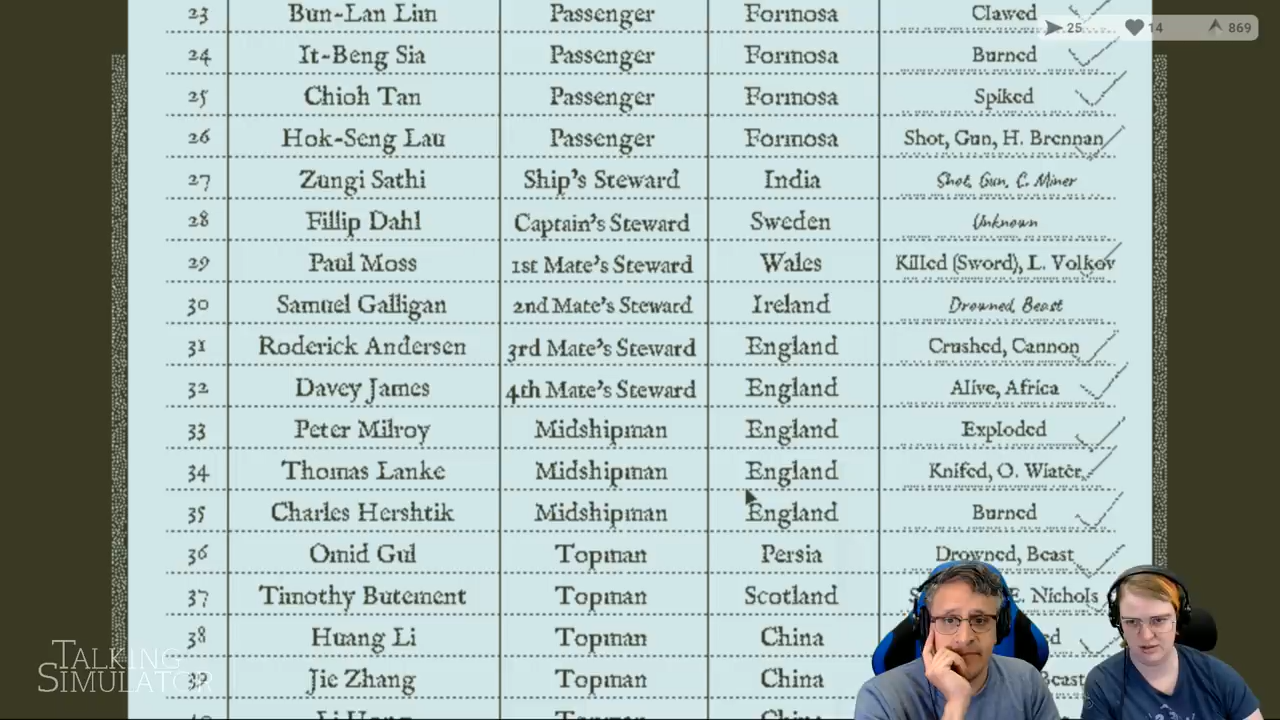 23 Bun-Lan Lim Passenger Formosa Clawed
25 14 869
24 It-Beng Sia Passenger Formosa Burned
25 Chioh Tan Passenger Formosa Spiked
26 Hok-Seng Lau Passenger Formosa Shot, Gun, H. Brennan
27 Zungi Sathi Ship's Steward India Shot, Gun, C. Miner
28 Fillip Dahl Captain's Steward Sweden Unknown
29 Paul Moss 1st Mate's Steward Wales Killed (Sword), L. Volkov
30 Samuel Galligan 2nd Mate's Steward Ireland Drowned, Beast
31 Roderick Andersen 3rd Mate's Steward England Crushed, Cannon
32 Davey James 4th Mate's Steward England Alive, Africa
33 Peter Milroy Midshipman England Exploded
34 Thomas Lanke Midshipman England Knifed, O. Wiater
35 Charles Hershtik Midshipman England Burned
36 Omid Gul Topman Persia Drowned, Beast
37 Timothy Butement Topman Scotland E. Nichols
38 Huang Li Topman China
39 Jie Zhang Topman China Beast
Li Hong Topman China
TALKING
SIMULATOR